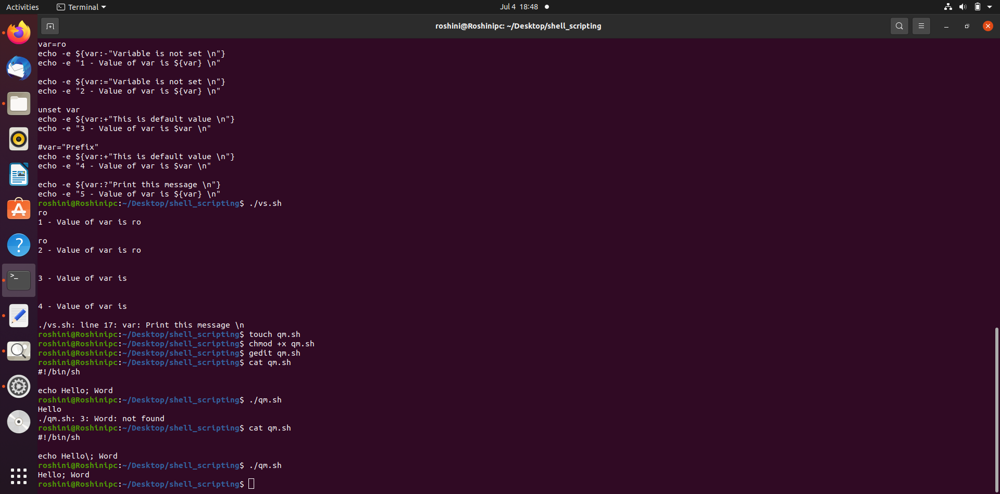 Activities
Terminal
Jul 4 18:48
roshini@Roshinipc: ~/Desktop/shell_scripting
var=ro
echo -e ${var:-"Variable is not set \n"}
echo -e "1 - Value of var is ${var} \n"
echo -e ${var:="Variable is not set \n"}
echo -e "2 - Value of var is ${var} \n"
unset var
echo -e ${var:+"This is default value \n"}
echo -e "3 - Value of var is $var \n"
#var="Prefix"
echo -e ${var:+"This is default value \n"}
echo -e "4 - Value of var is $var \n"
echo -e ${var:?"Print this message \n"}
echo -e "5 - Value of var is ${var} \n"
roshini@Roshinipc:~/Desktop/shell_scripting$ ./vs.sh
ro
1 - Value of var is ro
ro
2 - Value of var is ro
3 - Value of var is
4 - Value of var is
./vs.sh: line 17: var: Print this message \n
roshini@Roshinipc:~/Desktop/shell_scripting$ touch qm.sh
roshini@Roshinipc:~/Desktop/shell_scripting$ chmod +x qm.sh
roshini@Roshinipc:~/Desktop/shell_scripting$ gedit qm.sh
roshini@Roshinipc:~/Desktop/shell_scripting$ cat qm.sh
#!/bin/sh
echo Hello; Word
roshini@Roshinipc:~/Desktop/shell_scripting$ ./qm.sh
Hello
./qm.sh: 3: Word: not found
roshini@Roshinipc:~/Desktop/shell_scripting$ cat qm.sh
#!/bin/sh
echo Hello\; Word
roshini@Roshinipc:~/Desktop/shell_scripting$ ./qm.sh
Hello; Word
roshini@Roshinipc:~/Desktop/shell_scripting$